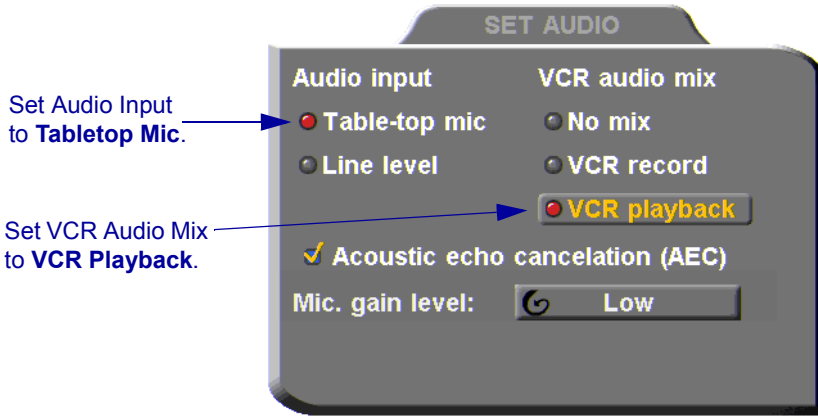 SET AUDIO
Audio input
VCR audio mix
Set Audio Input
to Tabletop Mic.
Table-top mic
No mix
Line level
VCR record
Set VCR Audio Mix
to VCR Playback.
VCR playback
Acoustic echo cancelation (AEC)
Mic. gain level:
Low